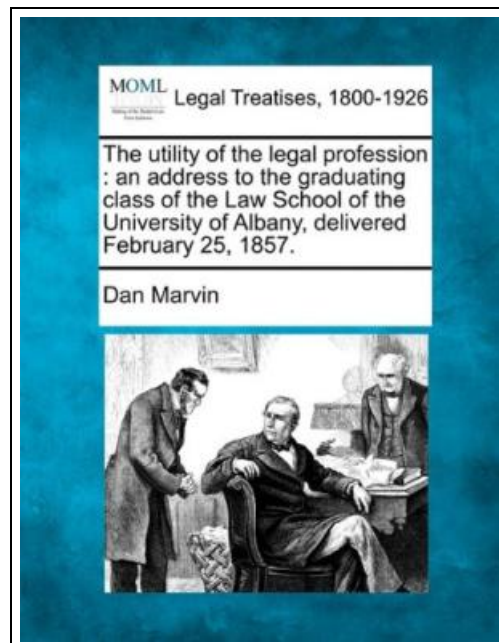 MOML
Legal Treatises, 1800-1926
The utility of the legal profession
: an address to the graduating
class of the Law School of the
University of Albany, delivered
February 25, 1857.
Dan Marvin